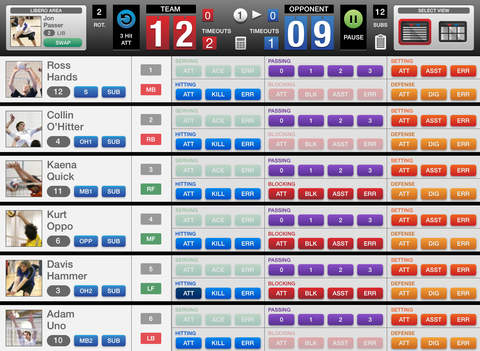 LIBERO AREA
Jon
Passer
2 LIB
SWAP
2
ROT.
3 Hit
ATT
TEAM
12
0
TIMEOUTS
2
1 0
0
TIMEOUTS
1
OPPONENT
09
PAUSE
12
SUBS
SELECT VIEW
Ross
Hands
12 S SUB
1
MB
SERVING
ATT ACE ERR
HITTING
ATT KILL ERR
PASSING
0 1 2 3
BLOCKING
ATT BLK ASST ERR
SETTING
ATT ASST ERR
DEFENSE
ATT DIG ERR
Collin
O'Hitter
4 OH1 SUB
2
RB
SERVING
ATT ACE ERR
HITTING
ATT KILL ERR
PASSING
0 1 2 3
BLOCKING
ATT BLK ASST ERR
SETTING
ATT ASST ERR
DEFENSE
ATT DIG ERR
Kaena
Quick
11 MB1 SUB
3
RF
SERVING
ATT ACE ERR
HITTING
ATT KILL ERR
PASSING
0 1 2 3
BLOCKING
ATT BLK ASST ERR
SETTING
ATT ASST ERR
DEFENSE
ATT DIG ERR
Kurt
Oppo
6 OPP SUB
4
MF
SERVING
ATT ACE ERR
HITTING
ATT KILL ERR
PASSING
0 1 2 3
BLOCKING
ATT BLK ASST ERR
SETTING
ATT ASST ERR
DEFENSE
ATT DIG ERR
Davis
Hammer
3 OH2 SUB
5
LF
SERVING
ATT ACE ERR
HITTING
ATT KILL ERR
PASSING
0 1 2 3
BLOCKING
ATT BLK ASST ERR
SETTING
ATT ASST ERR
DEFENSE
ATT DIG ERR
Adam
Uno
10 MB2 SUB
6
LB
SERVING
ATT ACE ERR
HITTING
ATT KILL ERR
PASSING
0 1 2 3
BLOCKING
ATT BLK ASST ERR
SETTING
ATT ASST ERR
DEFENSE
ATT DIG ERR